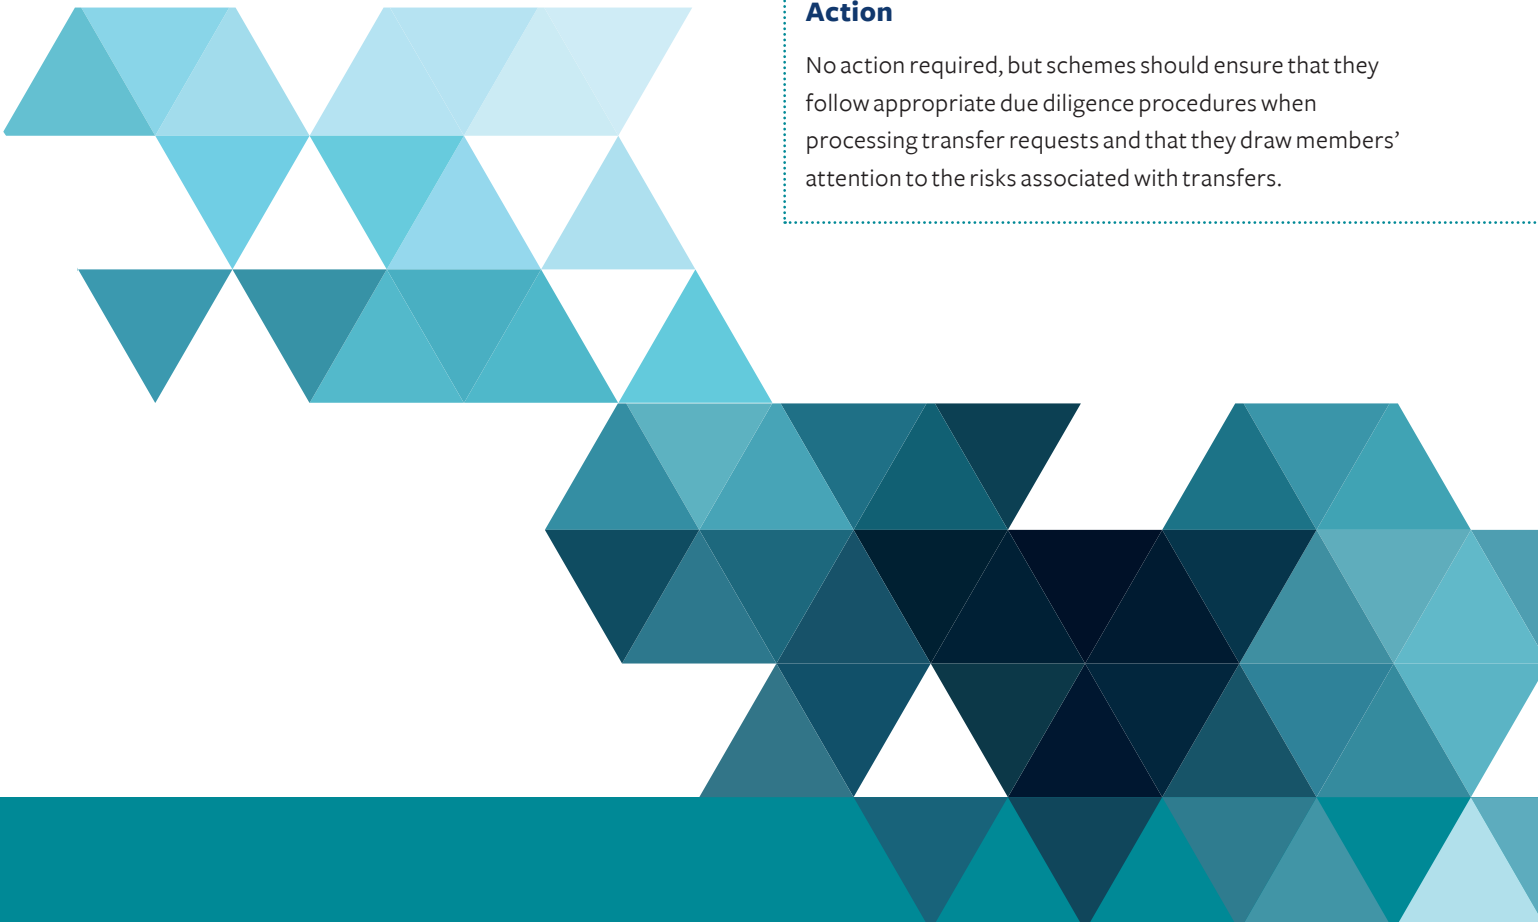 Action
No action required, but schemes should ensure that they
follow appropriate due diligence procedures when
processing transfer requests and that they draw members’
attention to the risks associated with transfers.